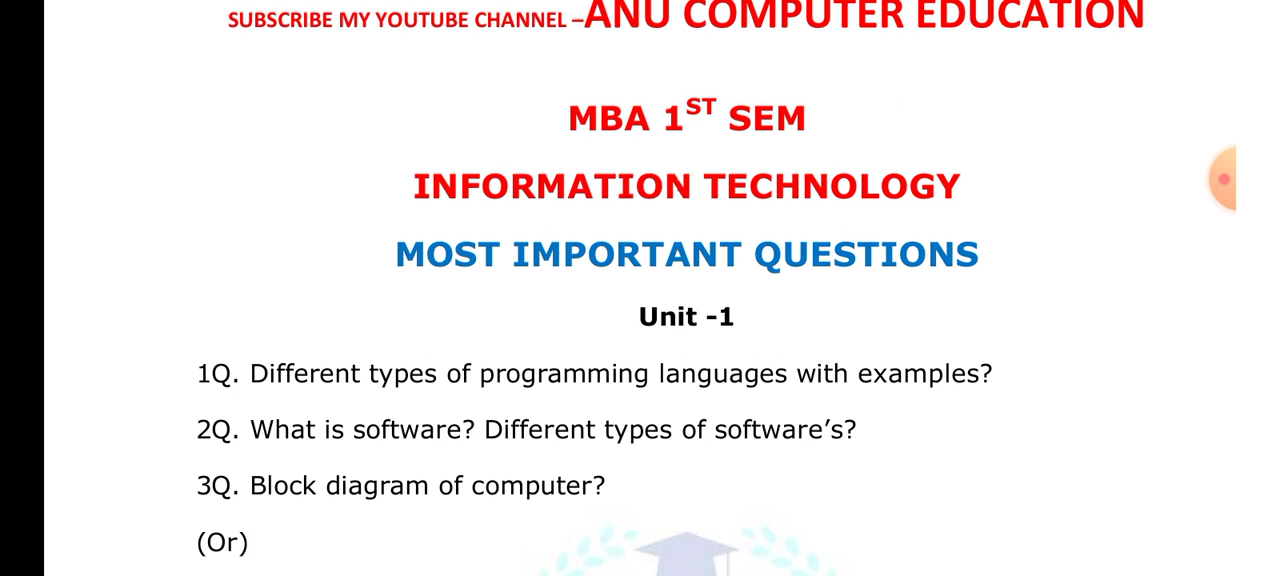 SUBSCRIBE MY YOUTUBE CHANNEL –ANU COMPUTER EDUCATION
MBA 1ST SEM
INFORMATION TECHNOLOGY
MOST IMPORTANT QUESTIONS
Unit -1
1Q. Different types of programming languages with examples?
2Q. What is software? Different types of software’s?
3Q. Block diagram of computer?
(Or)